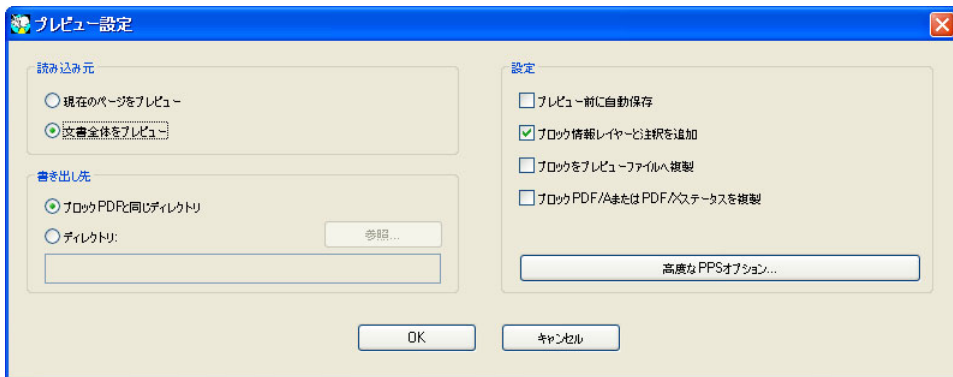 プレビュー設定
読み込み元
現在のページをプレビュー
文書全体をプレビュー
書き出し先
ブロックPDFと同じディレクトリ
ディレクトリ:
参照...
設定
プレビュー前に自動保存
ブロック情報レイヤーと注釈を追加
ブロックをプレビューファイルへ複製
ブロックPDF/AまたはPDF/Xステータスを複製
高度なPPSオプション...
OK
キャンセル